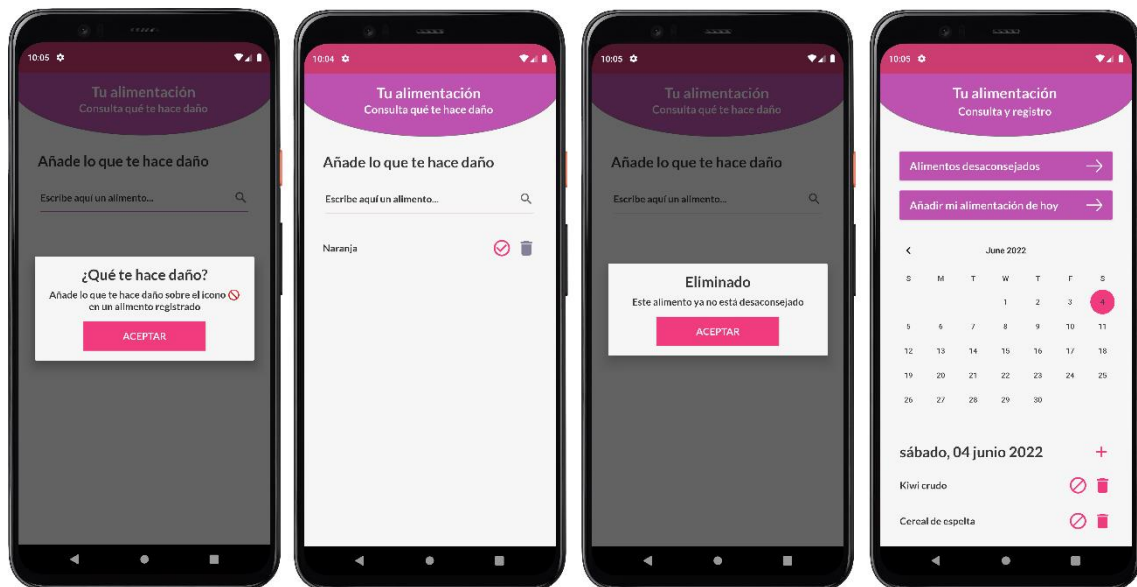 10:05
Tu alimentación
Consulta qué te hace daño
Añade lo que te hace daño
Escribe aquí un alimento...
¿Qué te hace daño?
Añade lo que te hace daño sobre el icono
en un alimento registrado
ACEPTAR
10:04
Tu alimentación
Consulta qué te hace daño
Añade lo que te hace daño
Escribe aquí un alimento...
Naranja
10:05
Tu alimentación
Consulta qué te hace daño
Añade lo que te hace daño
Escribe aquí un alimento...
Eliminado
Este alimento ya no está desaconsejado
ACEPTAR
10:05
Tu alimentación
Consulta y registro
Alimentos desaconsejados
Añadir mi alimentación de hoy
June 2022
S M T W T F S
1 2 3 4
5 6 7 8 9 10 11
12 13 14 15 16 17 18
19 20 21 22 23 24 25
26 27 28 29 30
sábado, 04 junio 2022
Kiwi crudo
Cereal de espelta